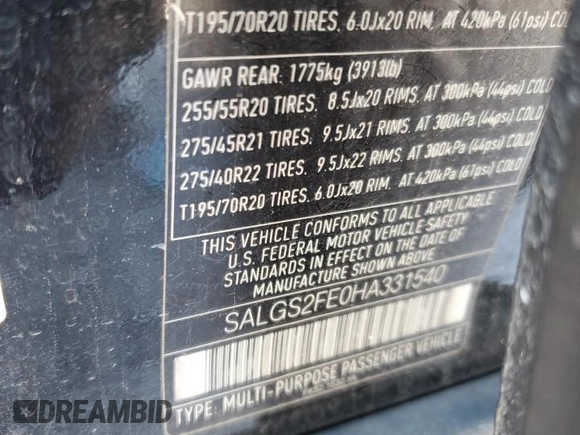 T195/70R20 TIRES. 6.0Jx20 RIM. AT 420kPa (61psi) COL
GAWR REAR: 1775kg (3913lb)
255/55R20 TIRES. 8.5Jx20 RIMS. AT 300kPa (44psi) COLD
275/45R21 TIRES. 9.5Jx21 RIMS. AT 300kPa (44psi) COLD
275/40R22 TIRES. 9.5Jx22 RIMS. AT 300kPa (44psi) COLD
T195/70R20 TIRES. 6.0Jx20 RIM. AT 420kPa (61psi) COLD
THIS VEHICLE CONFORMS TO ALL APPLICABLE
U.S. FEDERAL MOTOR VEHICLE SAFETY
STANDARDS IN EFFECT ON THE DATE OF
MANUFACTURE SHOWN ABOVE
SALGS2FE0HA331540
TYPE: MULTI-PURPOSE PASSENGER VEHICLE
DREAMBID